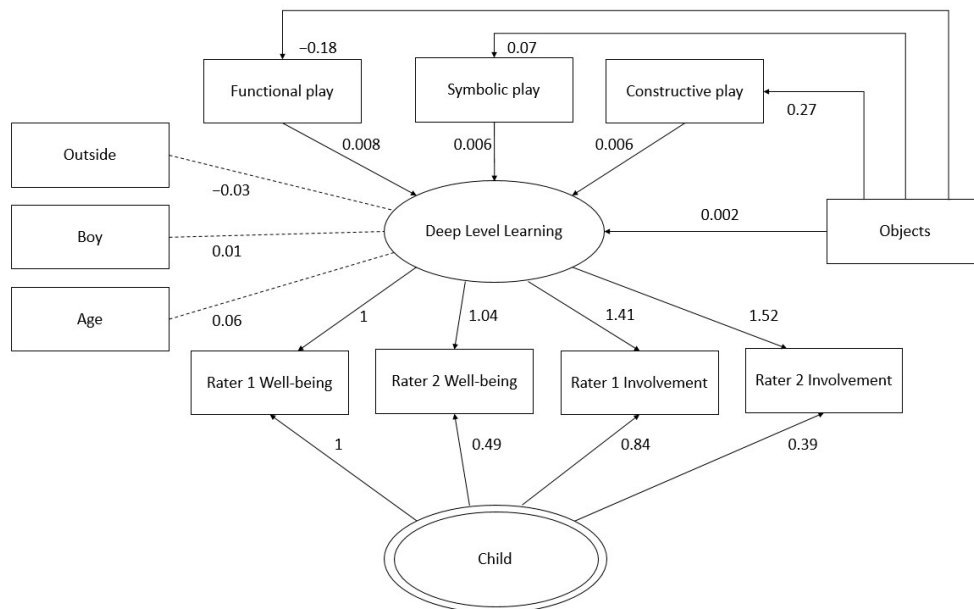 −0.18
0.07
Functional play
Symbolic play
Constructive play
0.27
Outside
0.008
0.006
0.006
−0.03
Boy
0.01
Deep Level Learning
0.002
Objects
Age
0.06
1
1.04
1.41
1.52
Rater 1 Well-being
Rater 2 Well-being
Rater 1 Involvement
Rater 2 Involvement
1
0.49
0.84
0.39
Child